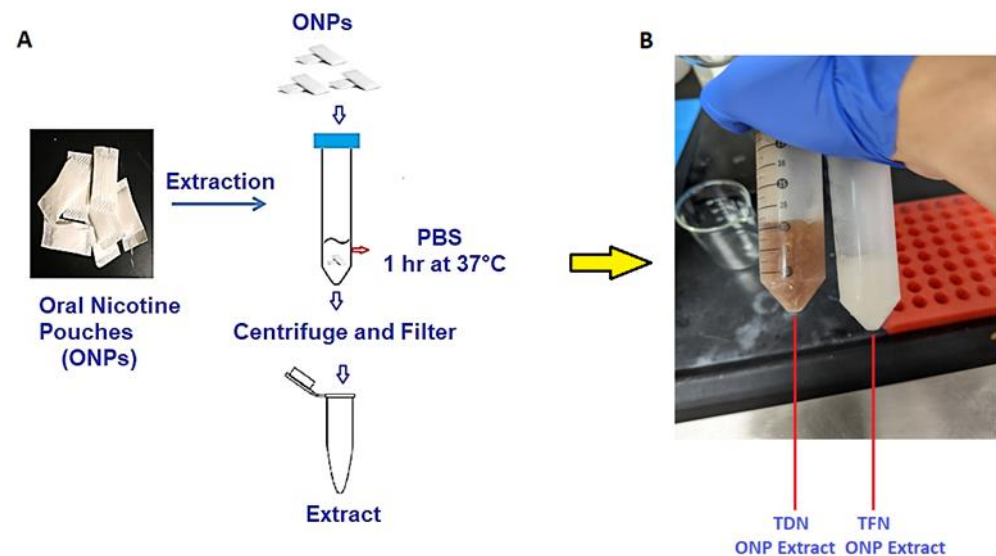 A
ONPs
Extraction
PBS
1 hr at 37°C
Oral Nicotine
Pouches
(ONPs)
Centrifuge and Filter
Extract
B
TDN
ONP Extract
TFN
ONP Extract